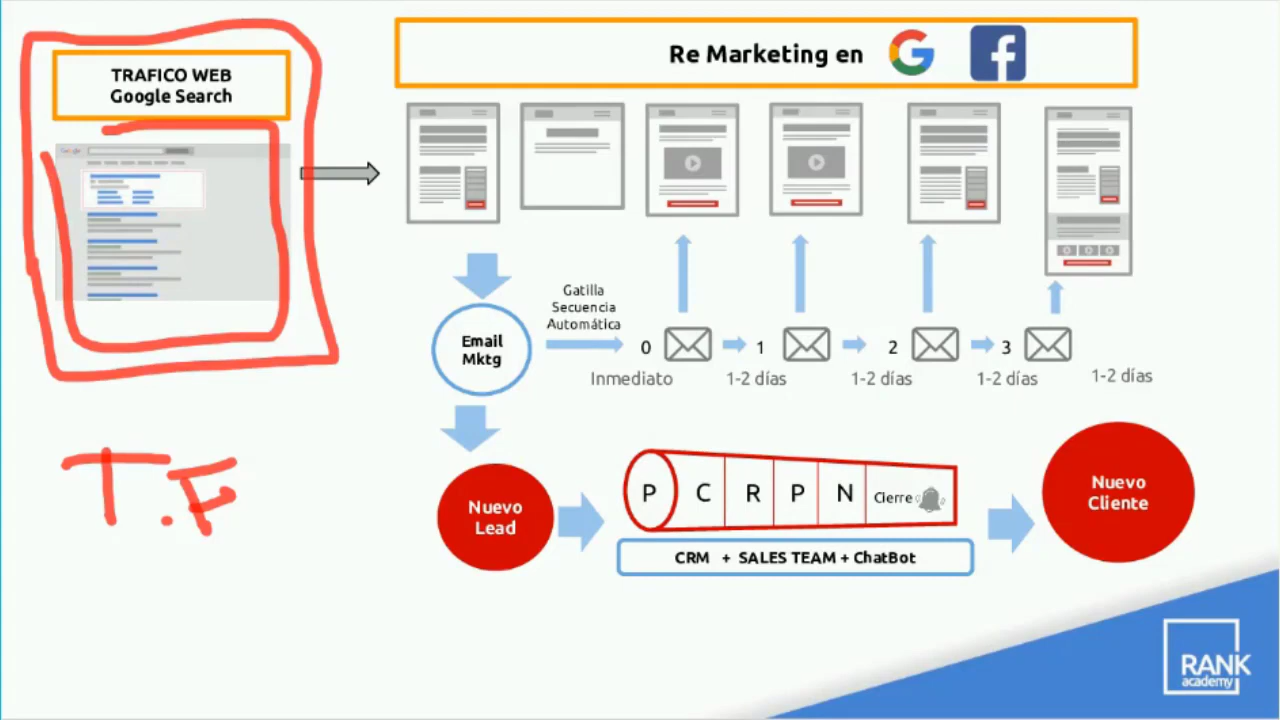 TRAFICO WEB
Google Search
Re Marketing en
Google
Gatilla
Secuencia
Automática
Email
Mktg
0
1
2
3
Inmediato
1-2 días
1-2 días
1-2 días
1-2 días
T.F
Nuevo
Lead
P C R P N Cierre
CRM + SALES TEAM + ChatBot
Nuevo
Cliente
RANK
academy